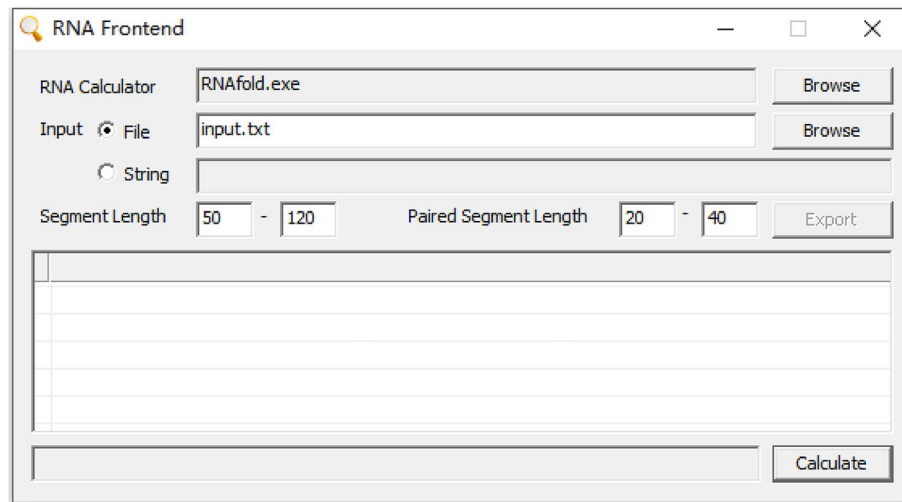 RNA Frontend
RNA Calculator RNAfold.exe Browse
Input File input.txt Browse
String
Segment Length 50 - 120 Paired Segment Length 20 - 40 Export
Calculate